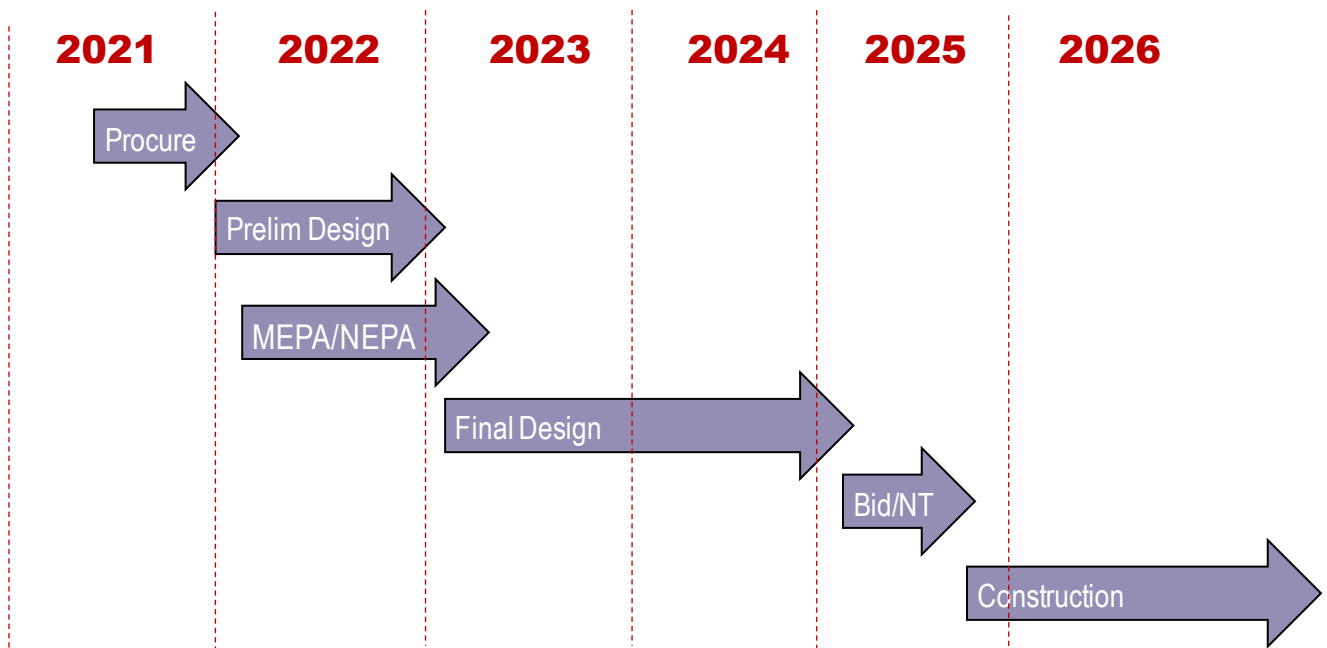 2021 2022 2023 2024 2025 2026
Procure
Prelim Design
MEPA/NEPA
Final Design
Bid/NT
Construction